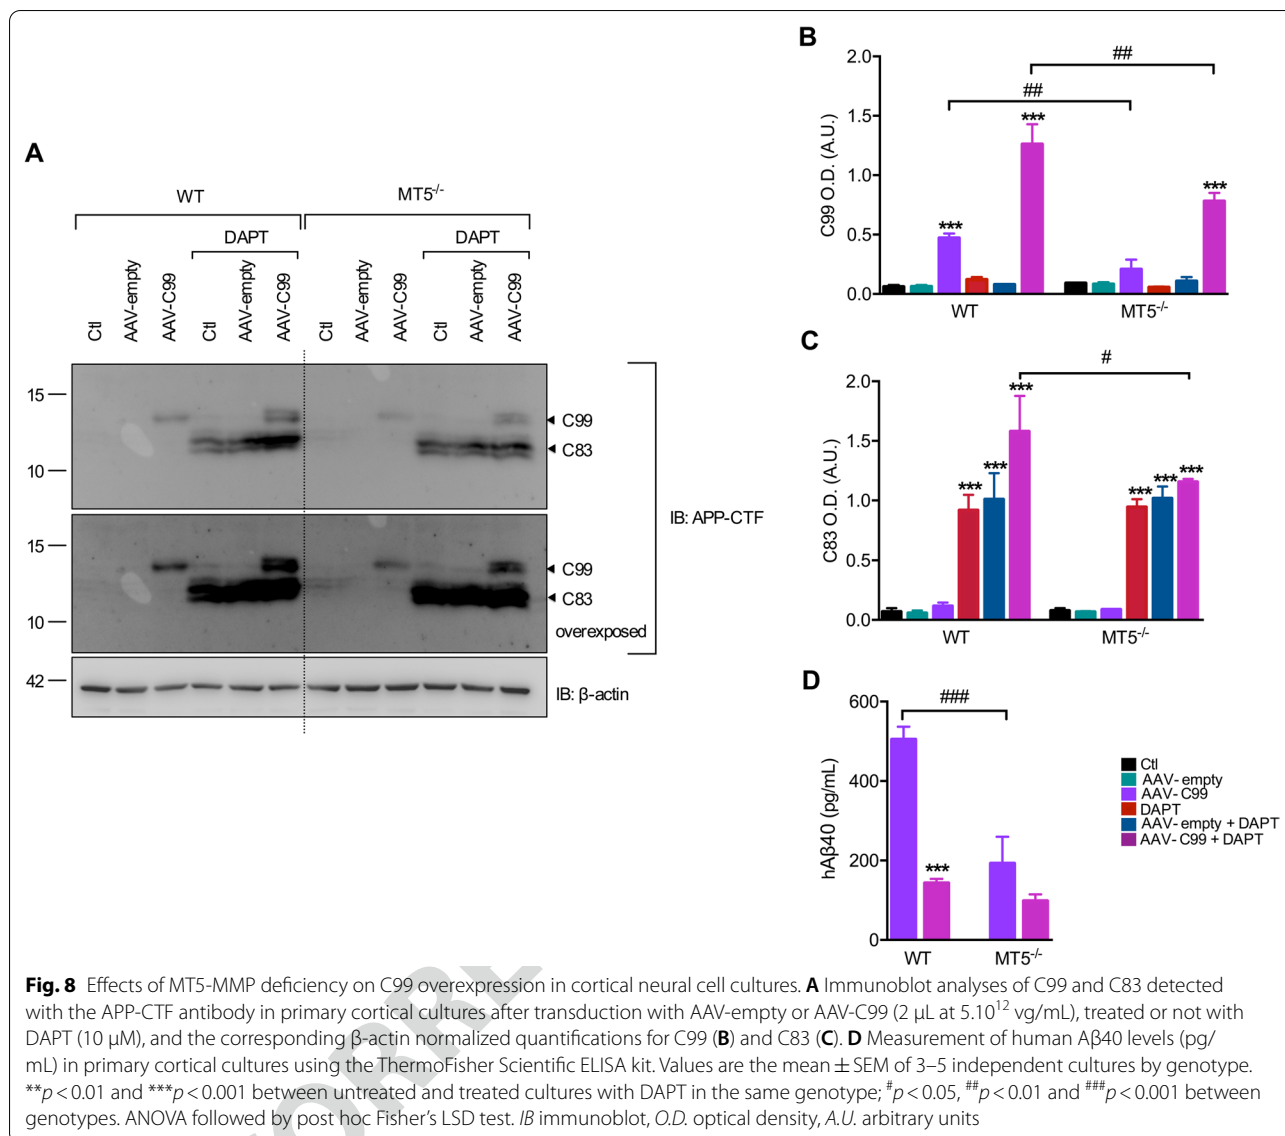 A
WT
MT5-/-
DAPT
DAPT
Ctl
AAV-empty
AAV-C99
Ctl
AAV-empty
AAV-C99
Ctl
AAV-empty
AAV-C99
Ctl
AAV-empty
AAV-C99
15
10
C99
C83
15
10
C99
C83
overexposed
IB: APP-CTF
42
IB: β-actin
B
C99 O.D. (A.U.)
2.0
1.5
1.0
0.5
0.0
##
##
***
***
***
WT
MT5-/-
C
C83 O.D. (A.U.)
2.0
1.5
1.0
0.5
0.0
#
***
***
***
***
***
***
WT
MT5-/-
D
hAβ40 (pg/mL)
600
400
200
0
###
***
WT
MT5-/-
Ctl
AAV- empty
AAV- C99
DAPT
AAV- empty + DAPT
AAV- C99 + DAPT
Fig. 8 Effects of MT5-MMP deficiency on C99 overexpression in cortical neural cell cultures. A Immunoblot analyses of C99 and C83 detected
with the APP-CTF antibody in primary cortical cultures after transduction with AAV-empty or AAV-C99 (2 µL at 5.10¹² vg/mL), treated or not with
DAPT (10 µM), and the corresponding β-actin normalized quantifications for C99 (B) and C83 (C). D Measurement of human Aβ40 levels (pg/
mL) in primary cortical cultures using the ThermoFisher Scientific ELISA kit. Values are the mean ± SEM of 3–5 independent cultures by genotype.
**p < 0.01 and ***p < 0.001 between untreated and treated cultures with DAPT in the same genotype; #p < 0.05, ##p < 0.01 and ###p < 0.001 between
genotypes. ANOVA followed by post hoc Fisher's LSD test. IB immunoblot, O.D. optical density, A.U. arbitrary units